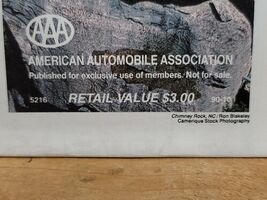 AAA
AMERICAN AUTOMOBILE ASSOCIATION
Published for exclusive use of members. Not for sale.
5216 RETAIL VALUE $3.00 90-10
Chimney Rock, NC / Ron Blakeley
Camerique Stock Photography